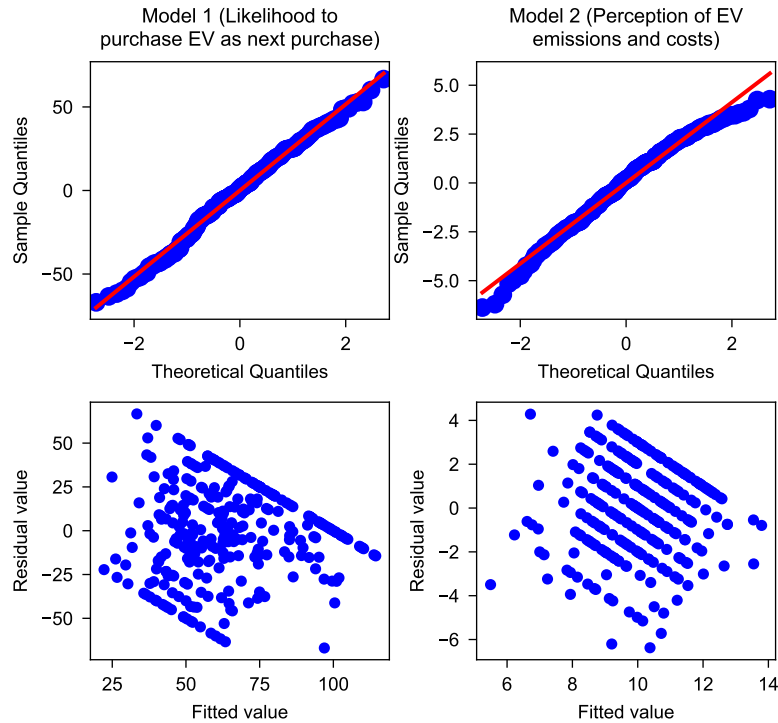 Model 1 (Likelihood to
purchase EV as next purchase)
Model 2 (Perception of EV
emissions and costs)
Sample Quantiles
50
0
−50
−2
0
2
Theoretical Quantiles
Sample Quantiles
5.0
2.5
0.0
−2.5
−5.0
−2
0
2
Theoretical Quantiles
Residual value
50
25
0
−25
−50
25
50
75
100
Fitted value
Residual value
4
2
0
−2
−4
−6
6
8
10
12
14
Fitted value